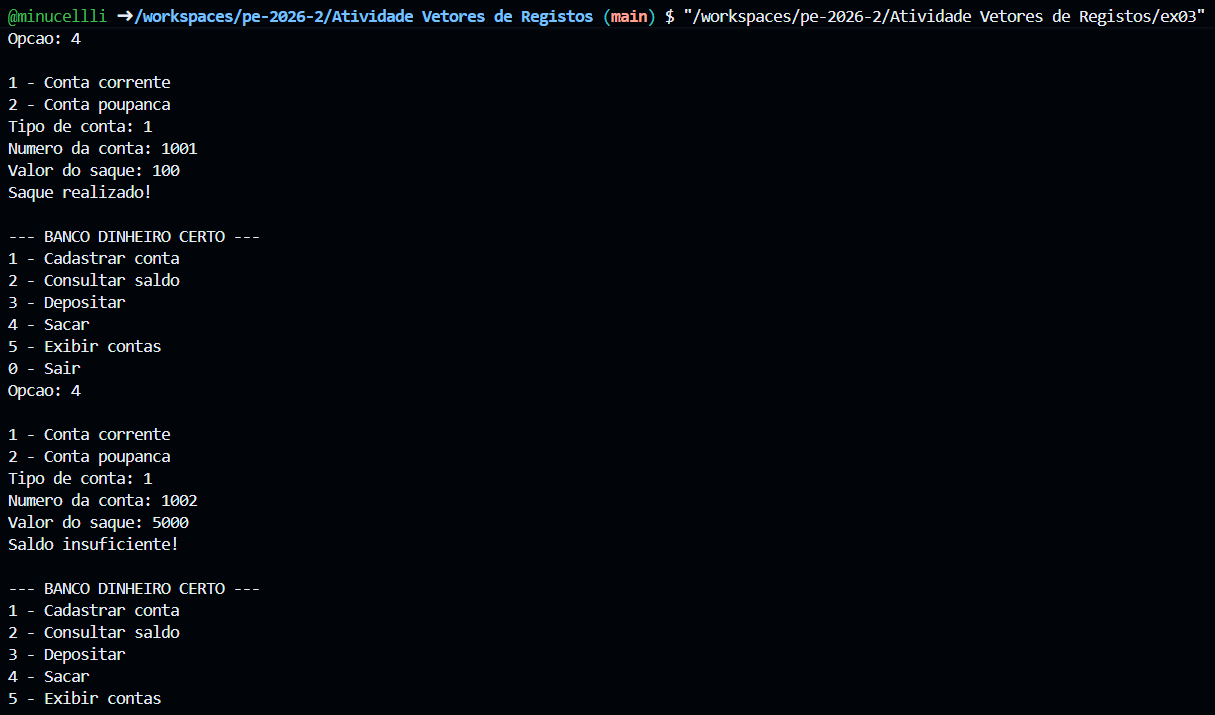 @minucellli ➜/workspaces/pe-2026-2/Atividade Vetores de Registos (main) $ "/workspaces/pe-2026-2/Atividade Vetores de Registos/ex03"
Opcao: 4
1 - Conta corrente
2 - Conta poupanca
Tipo de conta: 1
Numero da conta: 1001
Valor do saque: 100
Saque realizado!
--- BANCO DINHEIRO CERTO ---
1 - Cadastrar conta
2 - Consultar saldo
3 - Depositar
4 - Sacar
5 - Exibir contas
0 - Sair
Opcao: 4
1 - Conta corrente
2 - Conta poupanca
Tipo de conta: 1
Numero da conta: 1002
Valor do saque: 5000
Saldo insuficiente!
--- BANCO DINHEIRO CERTO ---
1 - Cadastrar conta
2 - Consultar saldo
3 - Depositar
4 - Sacar
5 - Exibir contas